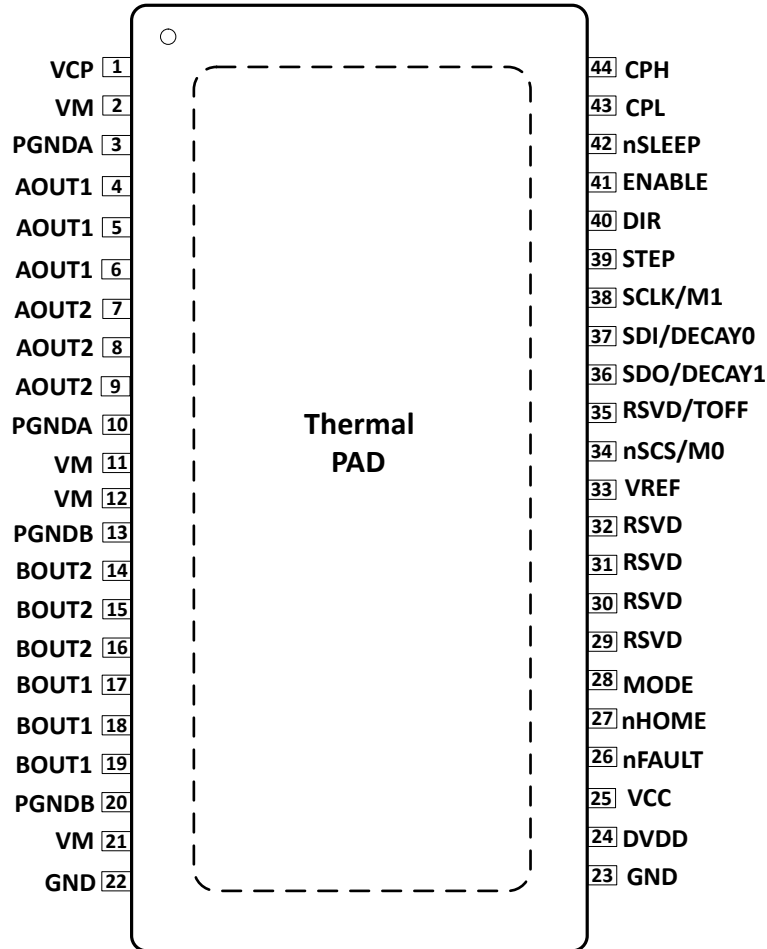 VCP 1
VM 2
PGNDA 3
AOUT1 4
AOUT1 5
AOUT1 6
AOUT2 7
AOUT2 8
AOUT2 9
PGNDA 10
VM 11
VM 12
PGNDB 13
BOUT2 14
BOUT2 15
BOUT2 16
BOUT1 17
BOUT1 18
BOUT1 19
PGNDB 20
VM 21
GND 22
Thermal
PAD
44 CPH
43 CPL
42 nSLEEP
41 ENABLE
40 DIR
39 STEP
38 SCLK/M1
37 SDI/DECAY0
36 SDO/DECAY1
35 RSVD/TOFF
34 nSCS/M0
33 VREF
32 RSVD
31 RSVD
30 RSVD
29 RSVD
28 MODE
27 nHOME
26 nFAULT
25 VCC
24 DVDD
23 GND